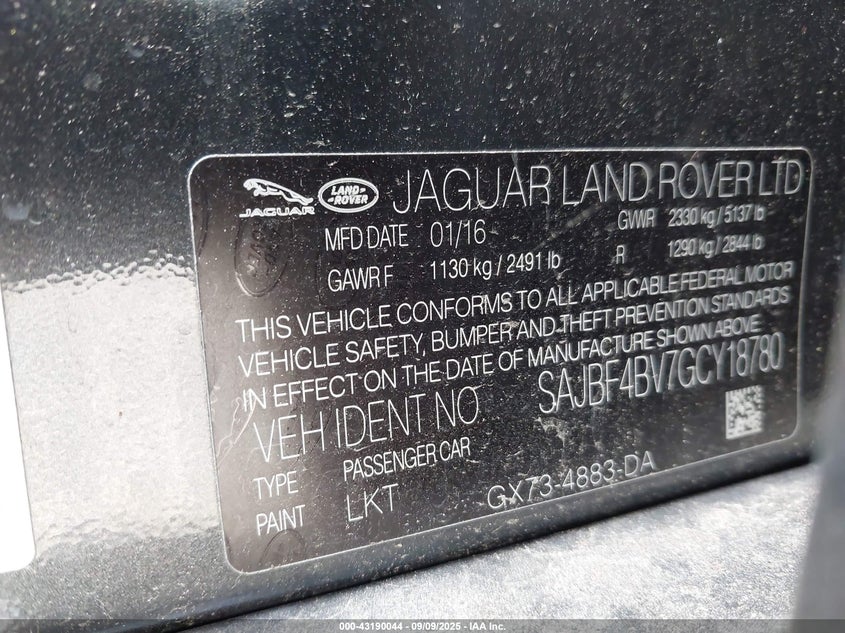 JAGUAR
LAND ROVER
JAGUAR LAND ROVER LTD
MFD DATE 01/16 GWR 2330 kg / 5137 lb
GAWR F 1130 kg / 2491 lb R 1290 kg / 2844 lb
THIS VEHICLE CONFORMS TO ALL APPLICABLE FEDERAL MOTOR
VEHICLE SAFETY, BUMPER AND THEFT PREVENTION STANDARDS
IN EFFECT ON THE DATE OF MANUFACTURE SHOWN ABOVE
VEH IDENT NO SAJBF4BV7GCY18780
TYPE PASSENGER CAR
PAINT LKT GX73-4883-DA
000-43190044 - 09/09/2025 - IAA Inc.